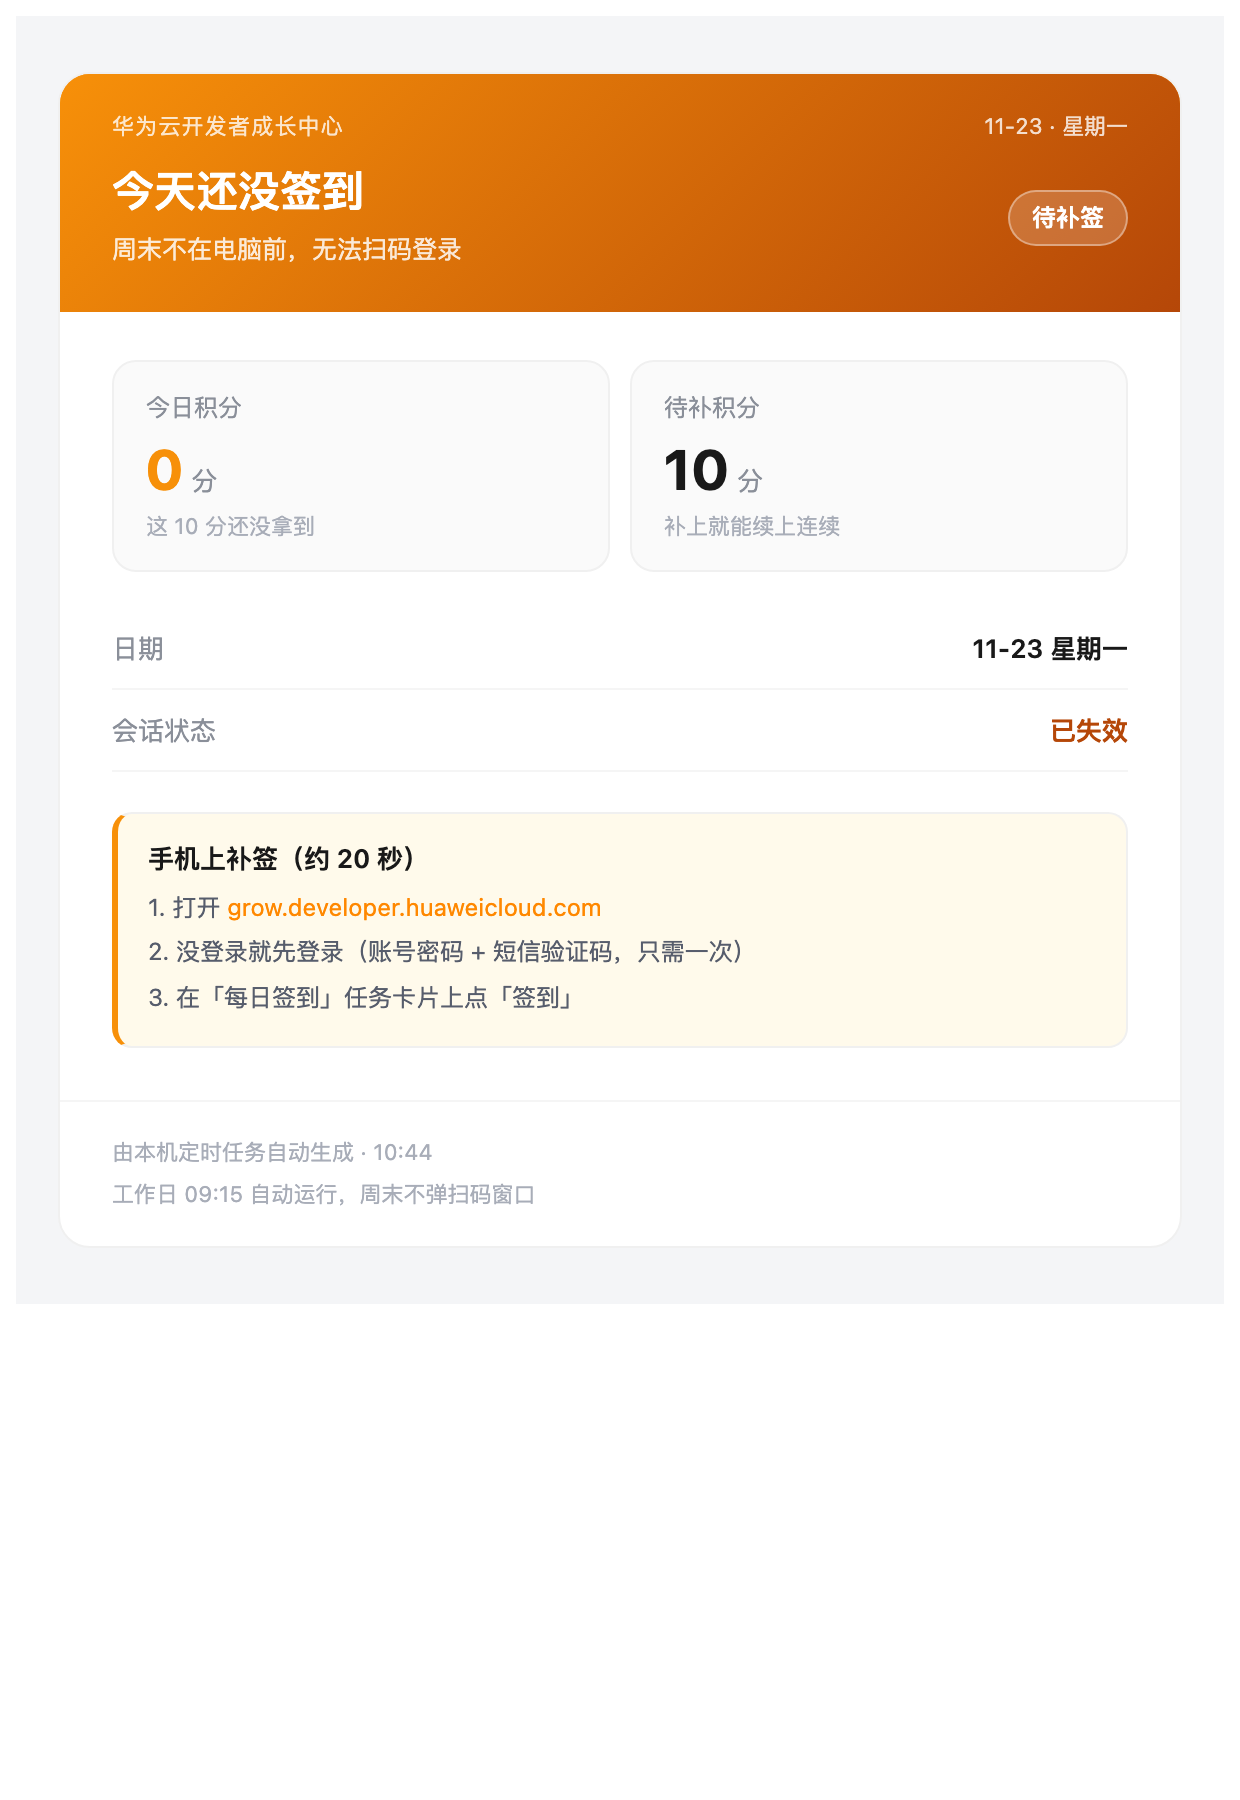 华为云开发者成长中心
11-23 · 星期一
今天还没签到
周末不在电脑前，无法扫码登录
待补签
今日积分
0 分
这 10 分还没拿到
待补积分
10 分
补上就能续上连续
日期
11-23 星期一
会话状态
已失效
手机上补签（约 20 秒）
1. 打开 grow.developer.huaweicloud.com
2. 没登录就先登录（账号密码 + 短信验证码，只需一次）
3. 在「每日签到」任务卡片上点「签到」
由本机定时任务自动生成 · 10:44
工作日 09:15 自动运行，周末不弹扫码窗口